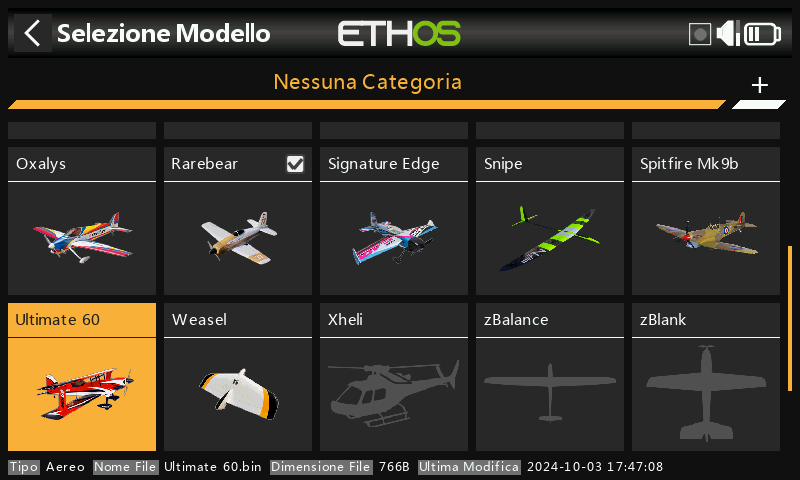 Selezione Modello
ETHOS
Nessuna Categoria
+
Oxalys
Rarebear
Signature Edge
Snipe
Spitfire Mk9b
Ultimate 60
Weasel
Xheli
zBalance
zBlank
Tipo Aereo Nome File Ultimate 60.bin Dimensione File 766B Ultima Modifica 2024-10-03 17:47:08